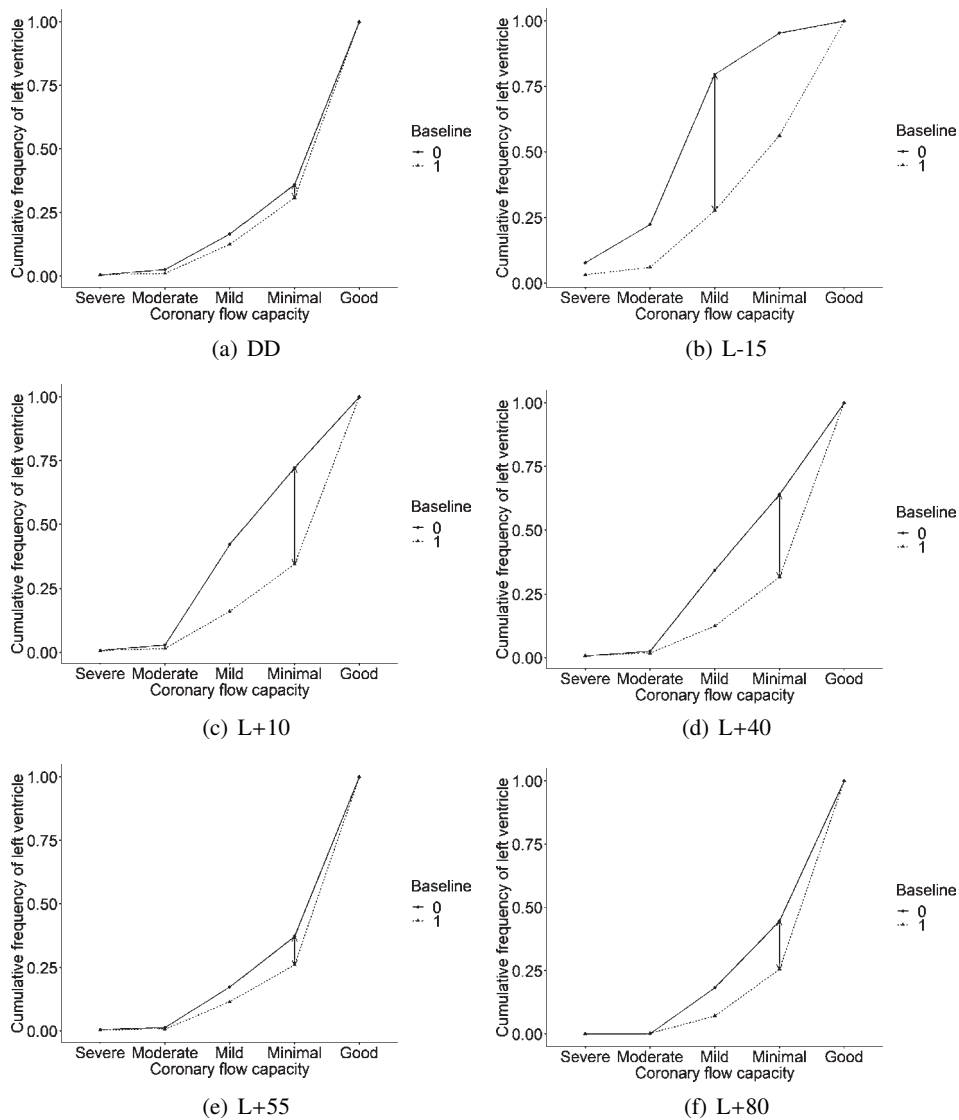 Cumulative frequency of left ventricle
1.00
0.75
0.50
0.25
0.00
Severe Moderate Mild Minimal Good
Coronary flow capacity
Baseline
0
1
(a) DD
Cumulative frequency of left ventricle
1.00
0.75
0.50
0.25
0.00
Severe Moderate Mild Minimal Good
Coronary flow capacity
Baseline
0
1
(b) L-15
Cumulative frequency of left ventricle
1.00
0.75
0.50
0.25
0.00
Severe Moderate Mild Minimal Good
Coronary flow capacity
Baseline
0
1
(c) L+10
Cumulative frequency of left ventricle
1.00
0.75
0.50
0.25
0.00
Severe Moderate Mild Minimal Good
Coronary flow capacity
Baseline
0
1
(d) L+40
Cumulative frequency of left ventricle
1.00
0.75
0.50
0.25
0.00
Severe Moderate Mild Minimal Good
Coronary flow capacity
Baseline
0
1
(e) L+55
Cumulative frequency of left ventricle
1.00
0.75
0.50
0.25
0.00
Severe Moderate Mild Minimal Good
Coronary flow capacity
Baseline
0
1
(f) L+80